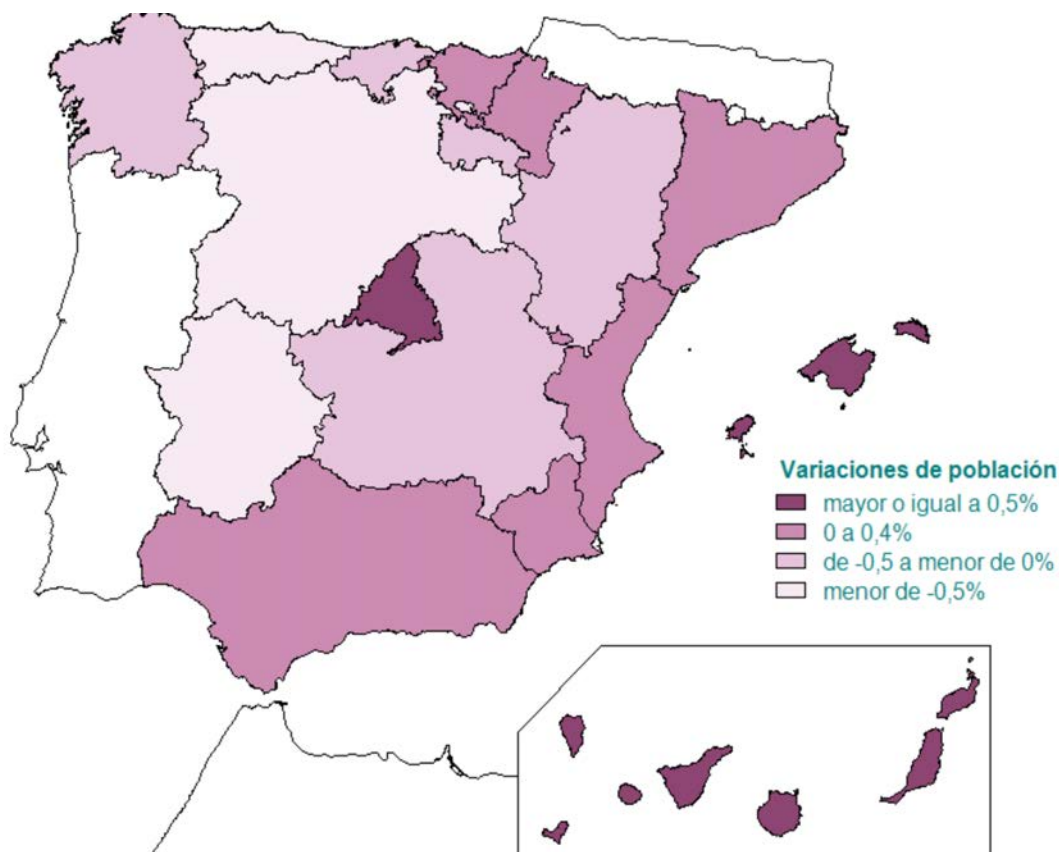 Variaciones de población
mayor o igual a 0,5%
0 a 0,4%
de -0,5 a menor de 0%
menor de -0,5%